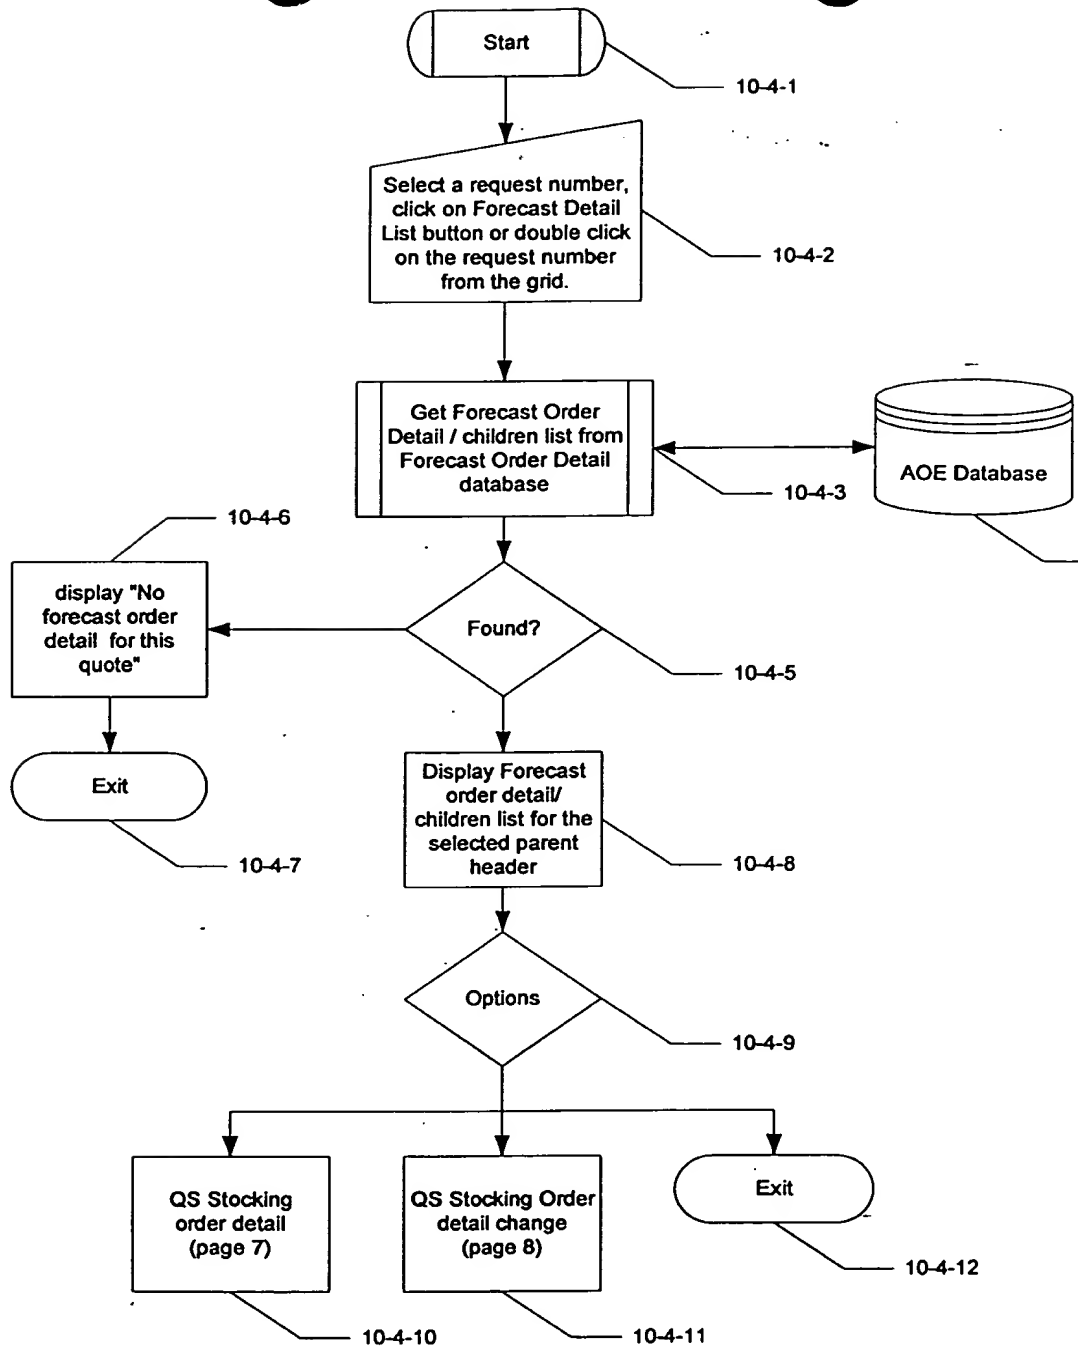 Start
10-4-1
Select a request number,
click on Forecast Detail
List button or double click
on the request number
from the grid.
10-4-2
Get Forecast Order
Detail / children list from
Forecast Order Detail
database
10-4-3
AOE Database
10-4-6
display "No
forecast order
detail for this
quote"
Found?
10-4-5
Exit
10-4-7
Display Forecast
order detail/
children list for the
selected parent
header
10-4-8
Options
10-4-9
QS Stocking
order detail
(page 7)
QS Stocking Order
detail change
(page 8)
Exit
10-4-12
10-4-10
10-4-11